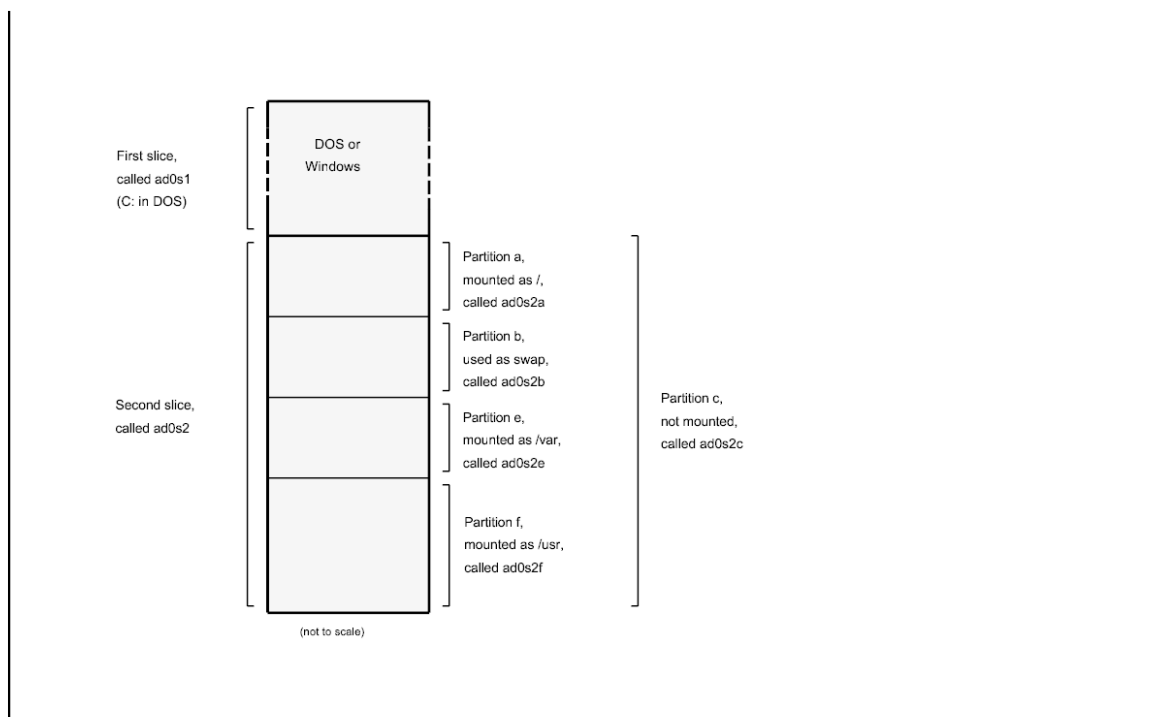 DOS or
Windows
First slice,
called ad0s1
(C: in DOS)
Partition a,
mounted as /,
called ad0s2a
Partition b,
used as swap,
called ad0s2b
Second slice,
called ad0s2
Partition c,
not mounted,
called ad0s2c
Partition e,
mounted as /var,
called ad0s2e
Partition f,
mounted as /usr,
called ad0s2f
(not to scale)